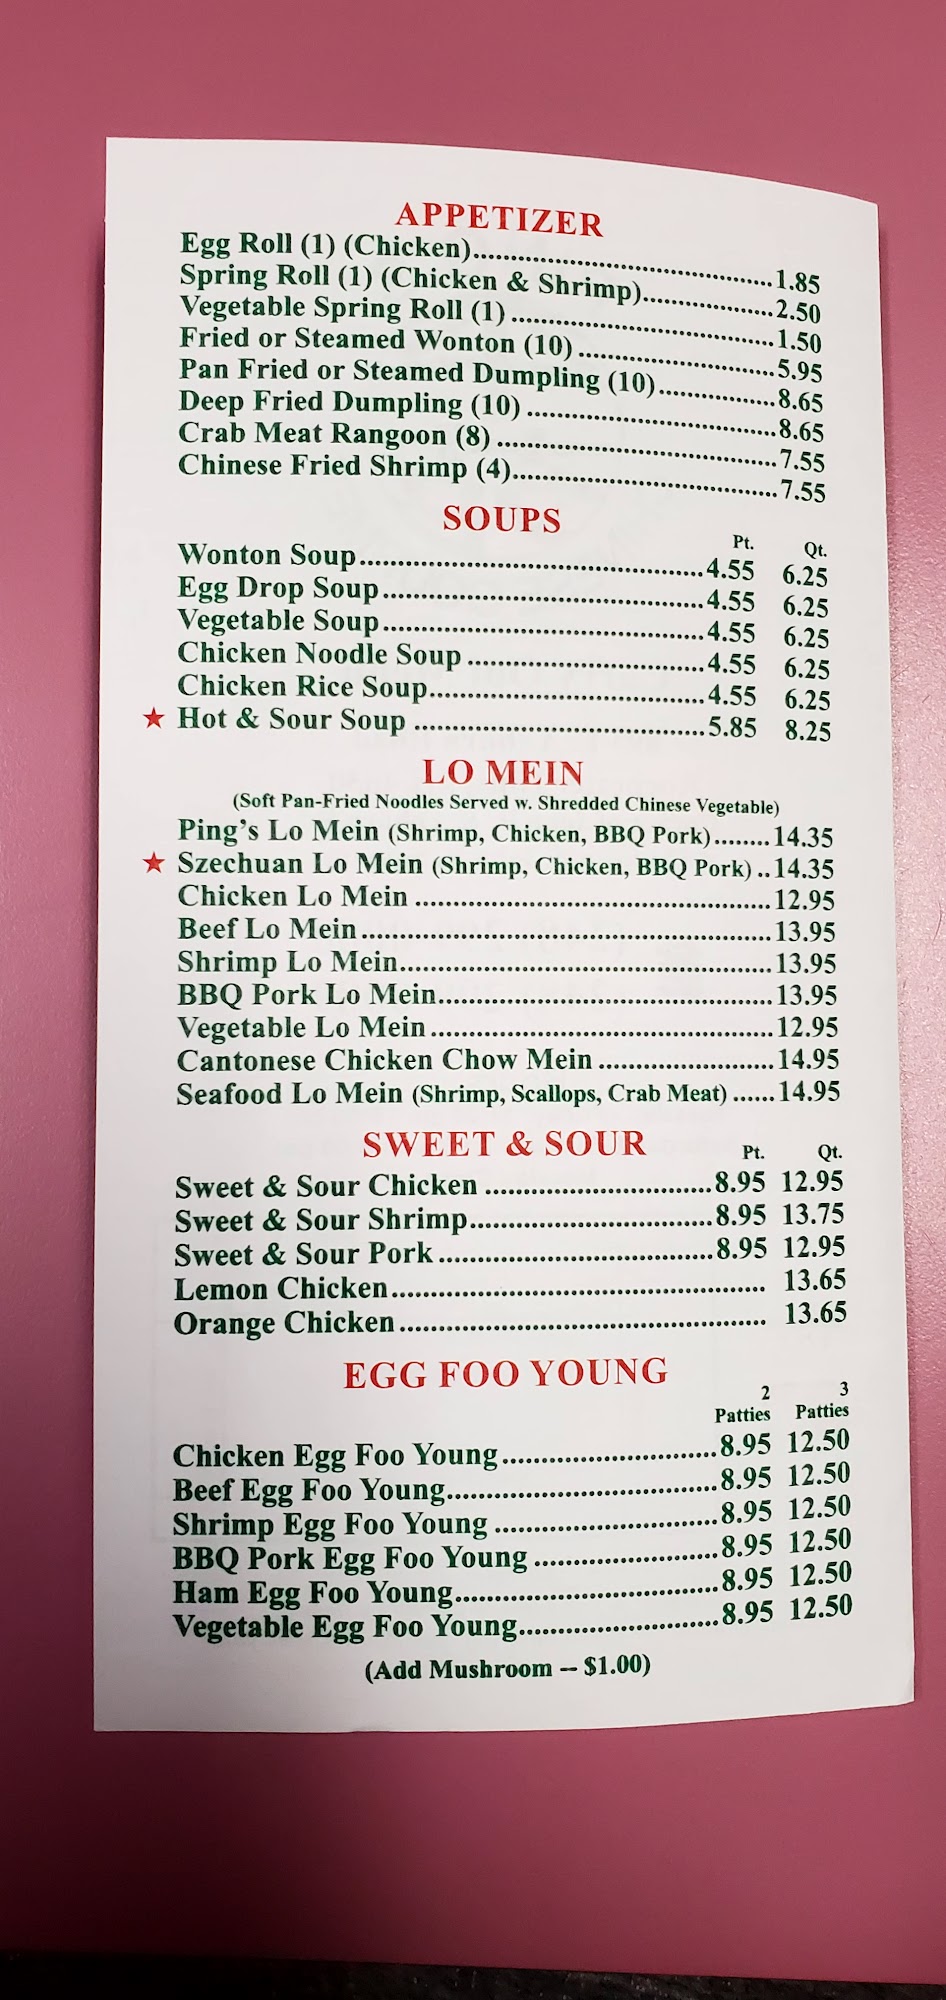 APPETIZER
Egg Roll (1) (Chicken)..........1.85
Spring Roll (1) (Chicken & Shrimp)..........2.50
Vegetable Spring Roll (1)..........1.50
Fried or Steamed Wonton (10)..........5.95
Pan Fried or Steamed Dumpling (10)..........8.65
Deep Fried Dumpling (10)..........8.65
Crab Meat Rangoon (8)..........7.55
Chinese Fried Shrimp (4)..........7.55
SOUPS
Pt. Qt.
Wonton Soup..........4.55 6.25
Egg Drop Soup..........4.55 6.25
Vegetable Soup..........4.55 6.25
Chicken Noodle Soup..........4.55 6.25
Chicken Rice Soup..........4.55 6.25
★ Hot & Sour Soup..........5.85 8.25
LO MEIN
(Soft Pan-Fried Noodles Served w. Shredded Chinese Vegetable)
Ping's Lo Mein (Shrimp, Chicken, BBQ Pork)........14.35
★ Szechuan Lo Mein (Shrimp, Chicken, BBQ Pork)..14.35
Chicken Lo Mein..........12.95
Beef Lo Mein..........13.95
Shrimp Lo Mein..........13.95
BBQ Pork Lo Mein..........13.95
Vegetable Lo Mein..........12.95
Cantonese Chicken Chow Mein..........14.95
Seafood Lo Mein (Shrimp, Scallops, Crab Meat)......14.95
SWEET & SOUR
Pt. Qt.
Sweet & Sour Chicken..........8.95 12.95
Sweet & Sour Shrimp..........8.95 13.75
Sweet & Sour Pork..........8.95 12.95
Lemon Chicken.......... 13.65
Orange Chicken.......... 13.65
EGG FOO YOUNG
2 3
Patties Patties
Chicken Egg Foo Young..........8.95 12.50
Beef Egg Foo Young..........8.95 12.50
Shrimp Egg Foo Young..........8.95 12.50
BBQ Pork Egg Foo Young..........8.95 12.50
Ham Egg Foo Young..........8.95 12.50
Vegetable Egg Foo Young..........8.95 12.50
(Add Mushroom -- $1.00)